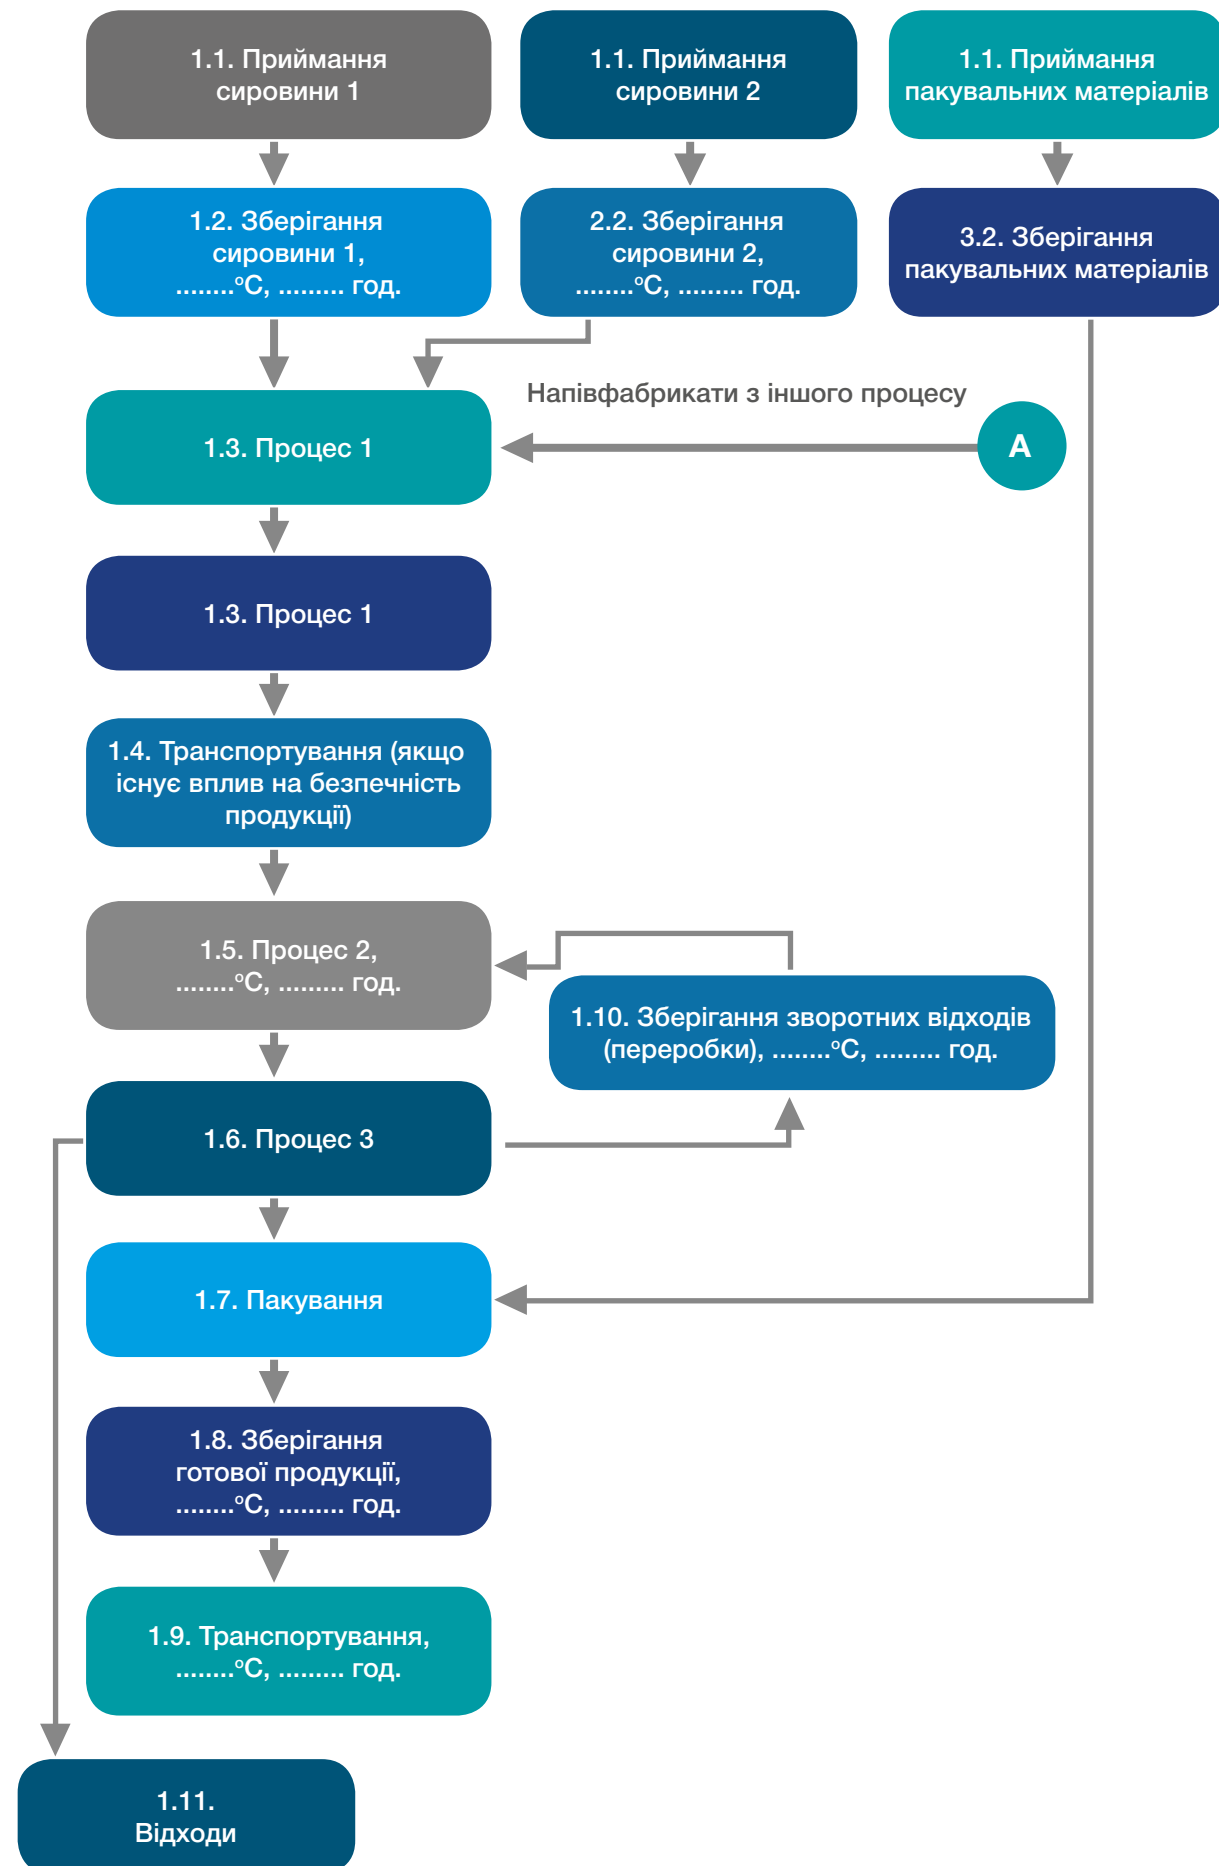 1.1. Приймання
сировини 1
1.1. Приймання
сировини 2
1.1. Приймання
пакувальних матеріалів
1.2. Зберігання
сировини 1,
........°C, ......... год.
2.2. Зберігання
сировини 2,
........°C, ......... год.
3.2. Зберігання
пакувальних матеріалів
Напівфабрикати з іншого процесу
1.3. Процес 1
А
1.3. Процес 1
1.4. Транспортування (якщо
існує вплив на безпечність
продукції)
1.5. Процес 2,
........°C, ......... год.
1.10. Зберігання зворотних відходів
(переробки), ........°C, ......... год.
1.6. Процес 3
1.7. Пакування
1.8. Зберігання
готової продукції,
........°C, ......... год.
1.9. Транспортування,
........°C, ......... год.
1.11.
Відходи